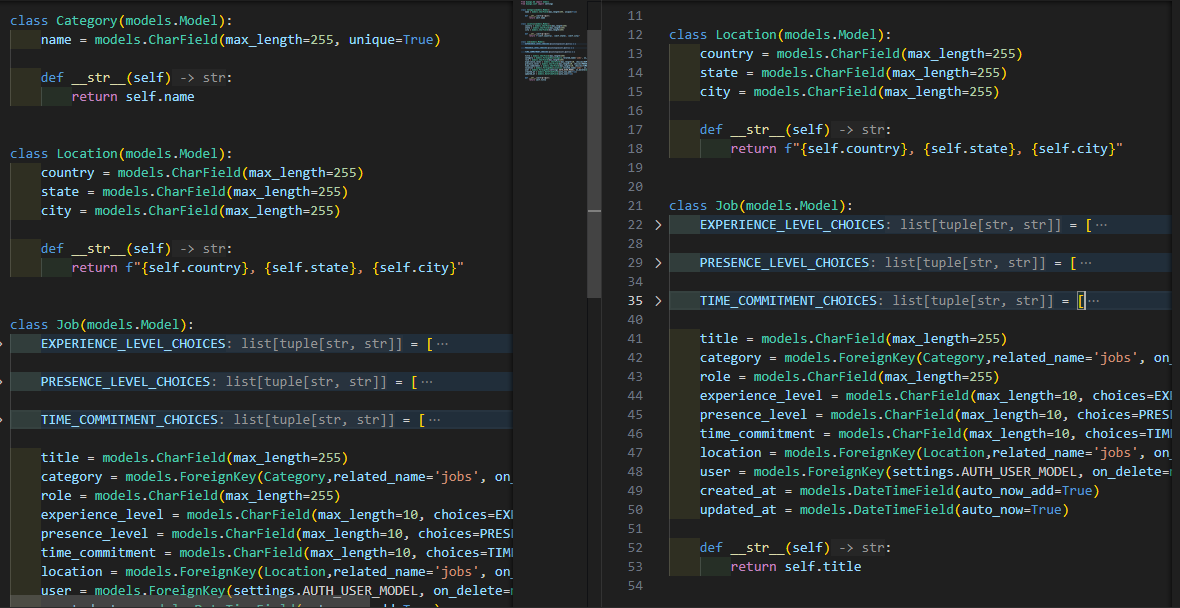 class Category(models.Model):
    name = models.CharField(max_length=255, unique=True)
    def __str__(self) -> str:
        return self.name
class Location(models.Model):
    country = models.CharField(max_length=255)
    state = models.CharField(max_length=255)
    city = models.CharField(max_length=255)
    def __str__(self) -> str:
        return f"{self.country}, {self.state}, {self.city}"
class Job(models.Model):
    EXPERIENCE_LEVEL_CHOICES: list[tuple[str, str]] = [ ···
    PRESENCE_LEVEL_CHOICES: list[tuple[str, str]] = [ ···
    TIME_COMMITMENT_CHOICES: list[tuple[str, str]] = [ ···
    title = models.CharField(max_length=255)
    category = models.ForeignKey(Category,related_name='jobs', on_
    role = models.CharField(max_length=255)
    experience_level = models.CharField(max_length=10, choices=EX
    presence_level = models.CharField(max_length=10, choices=PRES
    time_commitment = models.CharField(max_length=10, choices=TIM
    location = models.ForeignKey(Location,related_name='jobs', on_
    user = models.ForeignKey(settings.AUTH_USER_MODEL, on_delete=
11
12 class Location(models.Model):
13     country = models.CharField(max_length=255)
14     state = models.CharField(max_length=255)
15     city = models.CharField(max_length=255)
16
17     def __str__(self) -> str:
18         return f"{self.country}, {self.state}, {self.city}"
19
20
21 class Job(models.Model):
22 >     EXPERIENCE_LEVEL_CHOICES: list[tuple[str, str]] = [ ···
28
29 >     PRESENCE_LEVEL_CHOICES: list[tuple[str, str]] = [ ···
34
35 >     TIME_COMMITMENT_CHOICES: list[tuple[str, str]] = [ ···
40
41     title = models.CharField(max_length=255)
42     category = models.ForeignKey(Category,related_name='jobs', on_
43     role = models.CharField(max_length=255)
44     experience_level = models.CharField(max_length=10, choices=EX
45     presence_level = models.CharField(max_length=10, choices=PRES
46     time_commitment = models.CharField(max_length=10, choices=TIM
47     location = models.ForeignKey(Location,related_name='jobs', on_
48     user = models.ForeignKey(settings.AUTH_USER_MODEL, on_delete=
49     created_at = models.DateTimeField(auto_now_add=True)
50     updated_at = models.DateTimeField(auto_now=True)
51
52     def __str__(self) -> str:
53         return self.title
54